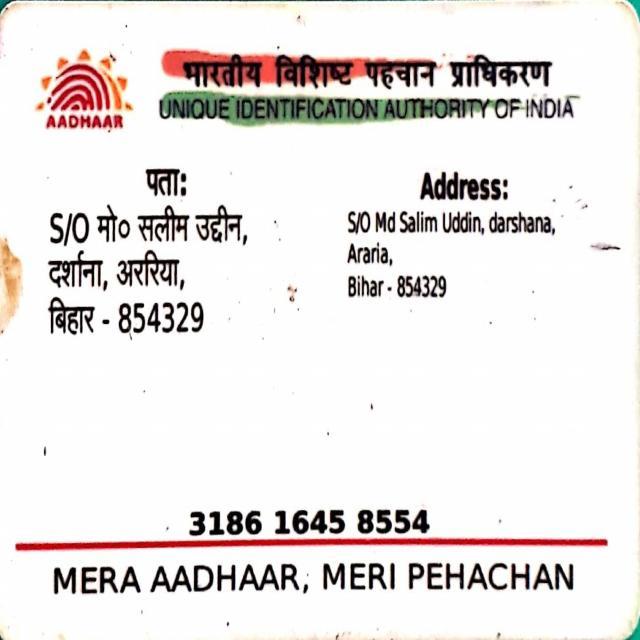 भारतीय विशिष्ट पहचान प्राधिकरण
AADHAAR
UNIQUE IDENTIFICATION AUTHORITY OF INDIA
पता:
S/O मो० सलीम उद्दीन,
दर्शाना, अररिया,
बिहार - 854329
Address:
S/O Md Salim Uddin, darshana,
Araria,
Bihar - 854329
3186 1645 8554
MERA AADHAAR, MERI PEHACHAN